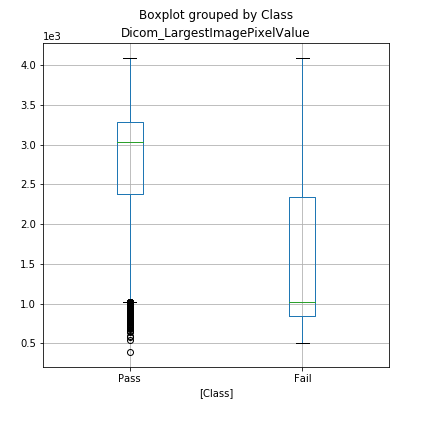 Boxplot grouped by Class
Dicom_LargestImagePixelValue
1e3
4.0
3.5
3.0
2.5
2.0
1.5
1.0
0.5
Pass Fail
[Class]